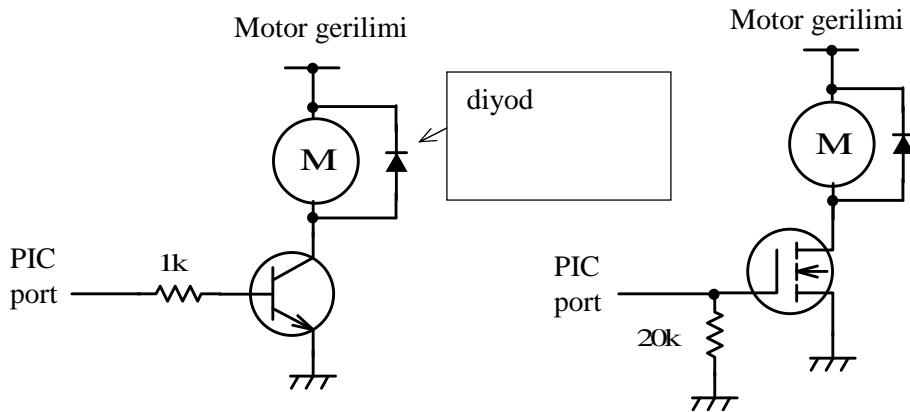 Motor gerilimi
diyod
M
PIC
port
1k
Motor gerilimi
M
PIC
port
20k